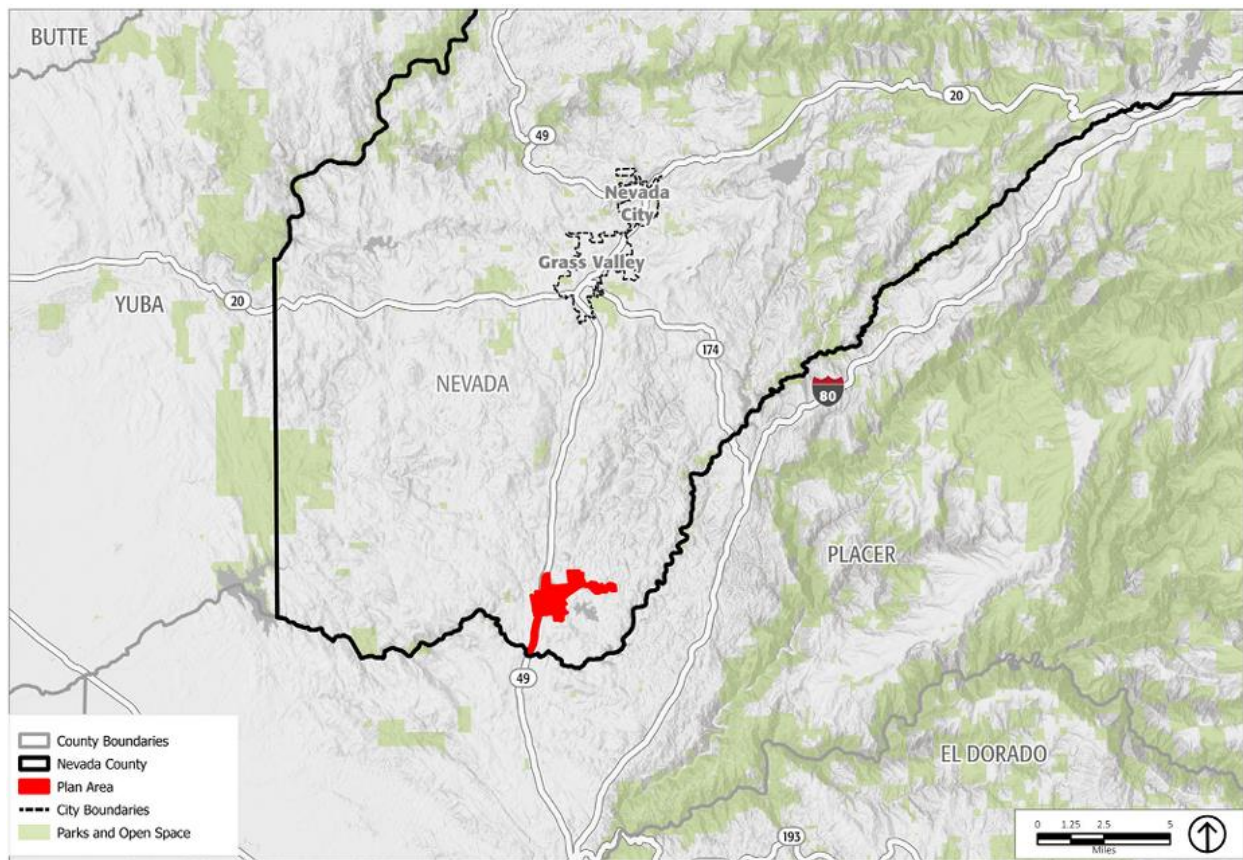 BUTTE
49
20
Nevada
City
Grass Valley
YUBA
20
174
NEVADA
80
PLACER
49
EL DORADO
193
County Boundaries
Nevada County
Plan Area
City Boundaries
Parks and Open Space
0 1.25 2.5 5
Miles